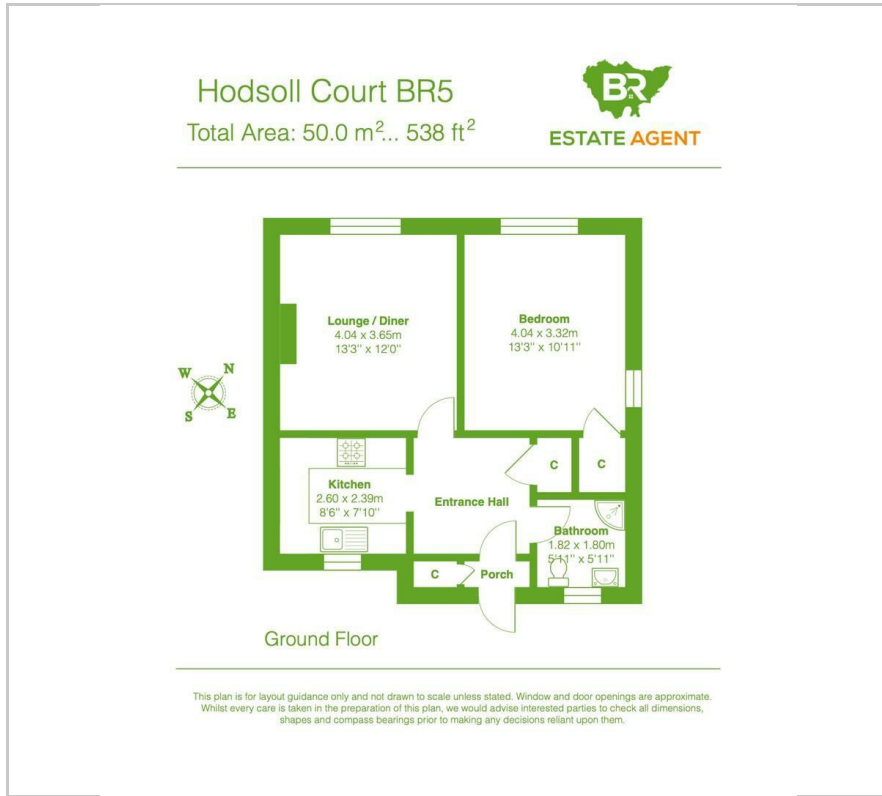 Hodsoll Court BR5
Total Area: 50.0 m²... 538 ft²
BR
ESTATE AGENT
Lounge / Diner
4.04 x 3.65m
13'3" x 12'0"
Bedroom
4.04 x 3.32m
13'3" x 10'11"
W
N
S
E
Kitchen
2.60 x 2.39m
8'6" x 7'10"
Entrance Hall
C
C
Bathroom
1.82 x 1.80m
5'11" x 5'11"
C
Porch
Ground Floor
This plan is for layout guidance only and not drawn to scale unless stated. Window and door openings are approximate.
Whilst every care is taken in the preparation of this plan, we would advise interested parties to check all dimensions,
shapes and compass bearings prior to making any decisions reliant upon them.